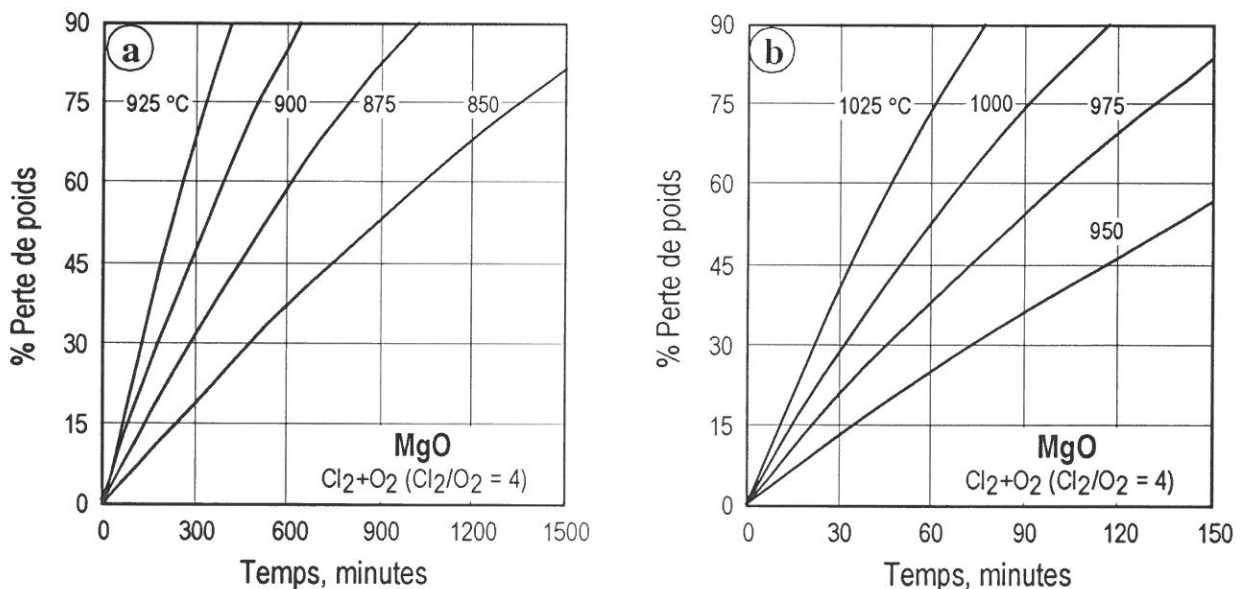 a
% Perte de poids
90
75
60
45
30
15
0
925 °C
900
875
850
MgO
Cl₂+O₂ (Cl₂/O₂ = 4)
0 300 600 900 1200 1500
Temps, minutes
b
% Perte de poids
90
75
60
45
30
15
0
1025 °C
1000
975
950
MgO
Cl₂+O₂ (Cl₂/O₂ = 4)
0 30 60 90 120 150
Temps, minutes